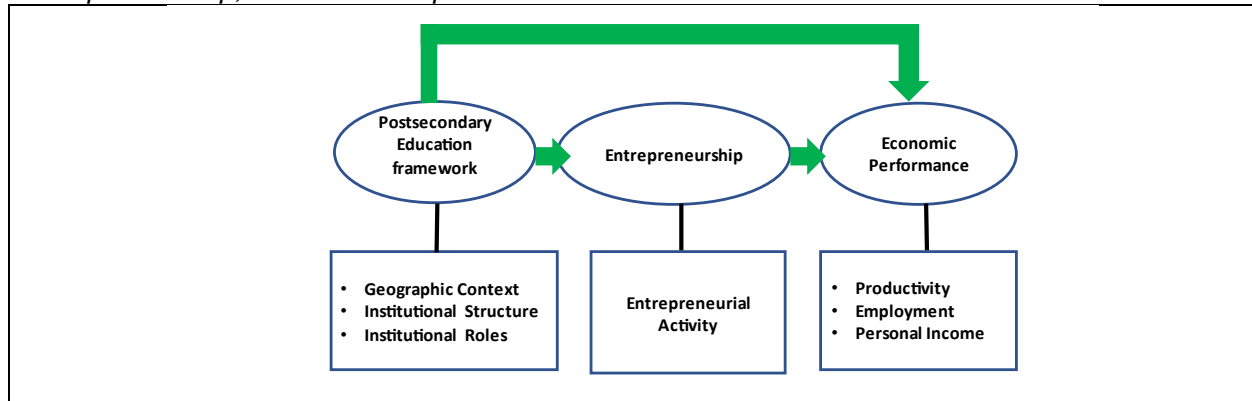 Postsecondary
Education
framework
Entrepreneurship
Economic
Performance
• Geographic Context
• Institutional Structure
• Institutional Roles
Entrepreneurial
Activity
• Productivity
• Employment
• Personal Income